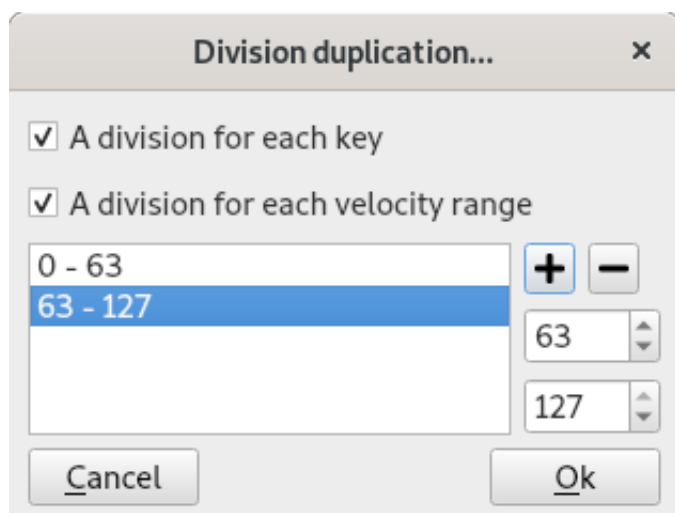 Division duplication...
A division for each key
A division for each velocity range
0 - 63
63 - 127
63
127
Cancel
Ok